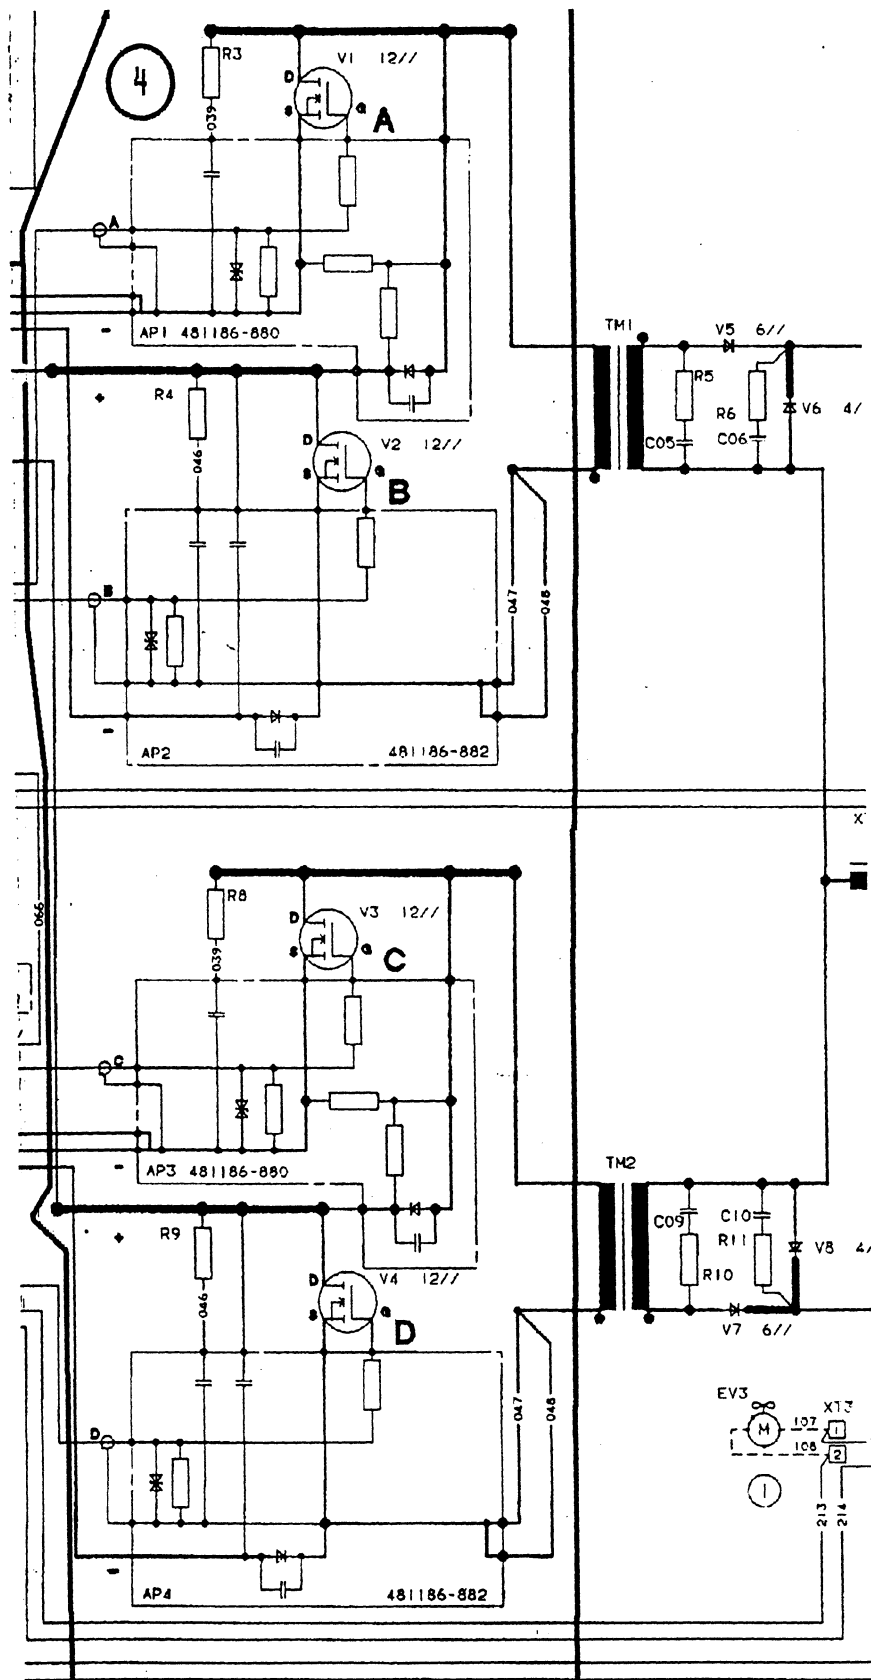 4
R3
V1 12//
D
S
G
A
039
A
-
AP1 481186-880
+
R4
V2 12//
D
S
G
B
046
B
047
048
-
AP2
481186-882
TM1
V5 6//
R5
R6
V6 4/
C05
C06
X
066
R8
V3 12//
D
S
G
C
039
C
-
AP3 481186-880
+
R9
V4 12//
D
S
G
D
046
D
047
048
-
AP4
481186-882
TM2
C09
C10
R11
V8 4/
R10
V7 6//
EV3
XT3
M
107
1
108
2
1
213
214